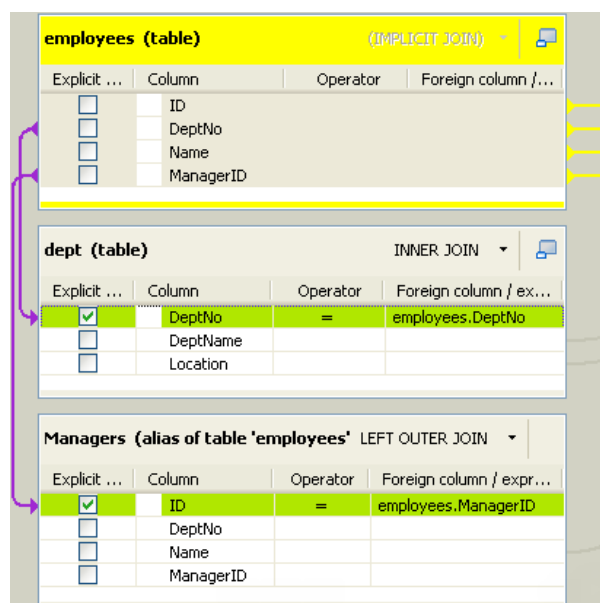 employees (table) (IMPLICIT JOIN)
Explicit ... Column Operator Foreign column /...
ID
DeptNo
Name
ManagerID
dept (table) INNER JOIN
Explicit ... Column Operator Foreign column / ex...
DeptNo = employees.DeptNo
DeptName
Location
Managers (alias of table 'employees' LEFT OUTER JOIN
Explicit ... Column Operator Foreign column / expr...
ID = employees.ManagerID
DeptNo
Name
ManagerID